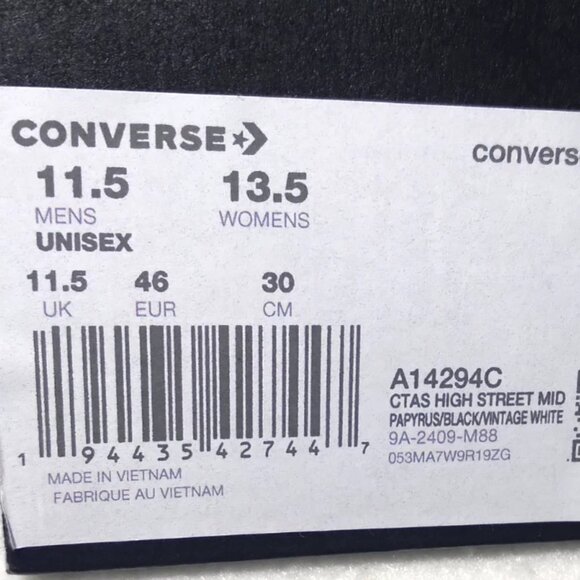 CONVERSE
convers
11.5 13.5
MENS WOMENS
UNISEX
11.5 46 30
UK EUR CM
A14294C
CTAS HIGH STREET MID
PAPYRUS/BLACK/VINTAGE WHITE
9A-2409-M88
053MA7W9R19ZG
1 94435 42744 7
MADE IN VIETNAM
FABRIQUE AU VIETNAM